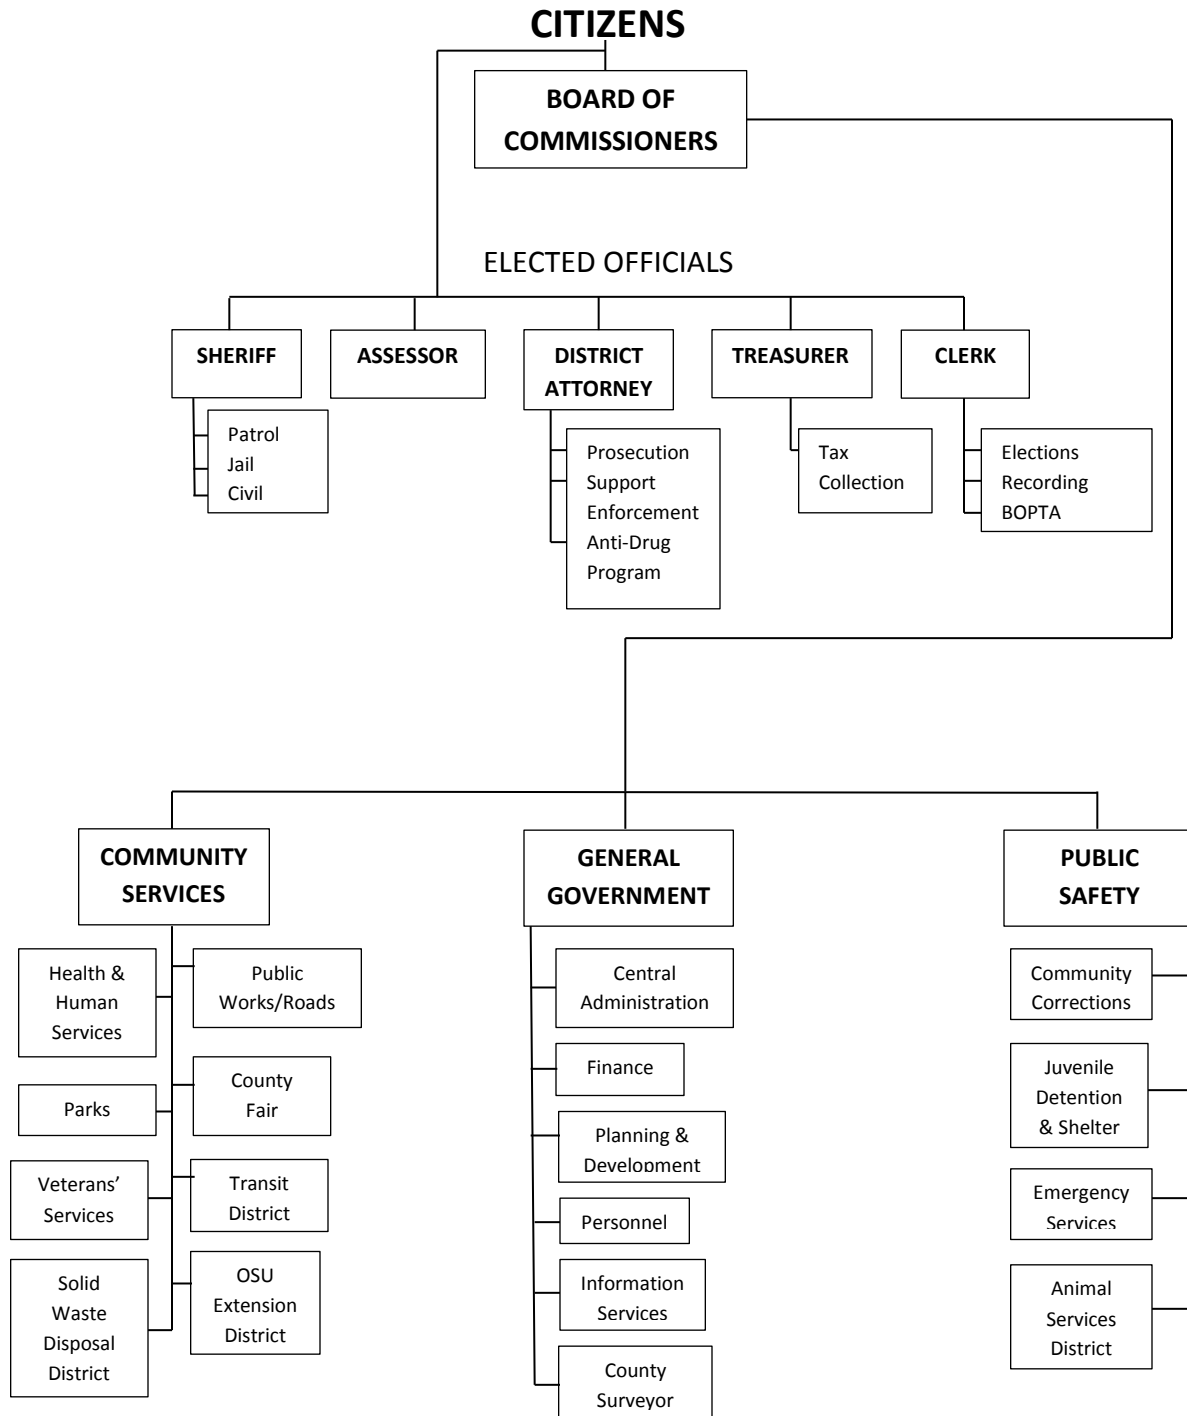 CITIZENS
BOARD OF
COMMISSIONERS
ELECTED OFFICIALS
SHERIFF
ASSESSOR
DISTRICT
ATTORNEY
TREASURER
CLERK
Patrol
Jail
Civil
Prosecution
Support
Enforcement
Anti-Drug
Program
Tax
Collection
Elections
Recording
BOPTA
COMMUNITY
SERVICES
GENERAL
GOVERNMENT
PUBLIC
SAFETY
Health &
Human
Services
Public
Works/Roads
Parks
County
Fair
Veterans’
Services
Transit
District
Solid
Waste
Disposal
District
OSU
Extension
District
Central
Administration
Finance
Planning &
Development
Personnel
Information
Services
County
Surveyor
Community
Corrections
Juvenile
Detention
& Shelter
Emergency
Services
Animal
Services
District